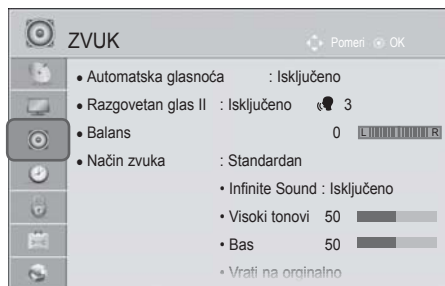 ZVUK
Pomeri OK
• Automatska glasnoća : Isključeno
• Razgovetan glas II : Isključeno 3
• Balans 0 L R
• Način zvuka : Standardan
• Infinite Sound : Isključeno
• Visoki tonovi 50
• Bas 50
• Vrati na orginalno